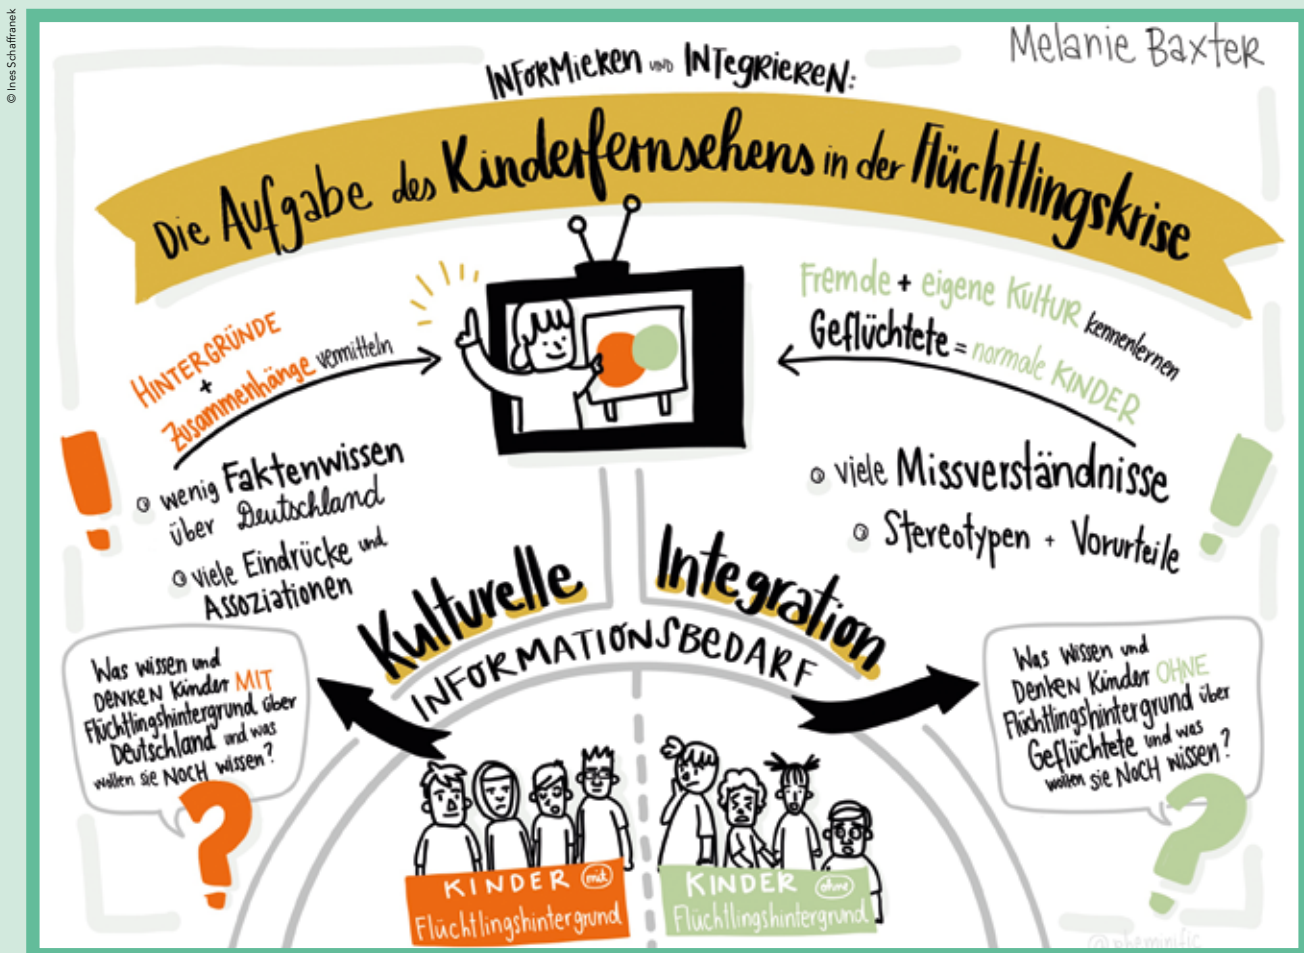 © Ines Schaffranek
Melanie Baxter
INFORMIEREN UND INTEGRIEREN:
Die Aufgabe des Kinderfernsehens in der Flüchtlingskrise
HINTERGRÜNDE
+
Zusammenhänge vermitteln
wenig Faktenwissen
über Deutschland
viele Eindrücke und
Assoziationen
Fremde + eigene Kultur kennenlernen
Geflüchtete = normale KINDER
viele Missverständnisse
Stereotypen + Vorurteile
Kulturelle Integration
INFORMATIONSBEDARF
Was wissen und
DENKEN Kinder MIT
Flüchtlingshintergrund über
Deutschland und was
wollen sie NOCH wissen?
?
Was wissen und
Denken Kinder OHNE
Flüchtlingshintergrund über
Geflüchtete und was
wollen sie NOCH wissen?
?
!
!
KINDER mit
Flüchtlingshintergrund
KINDER ohne
Flüchtlingshintergrund
@pheminific